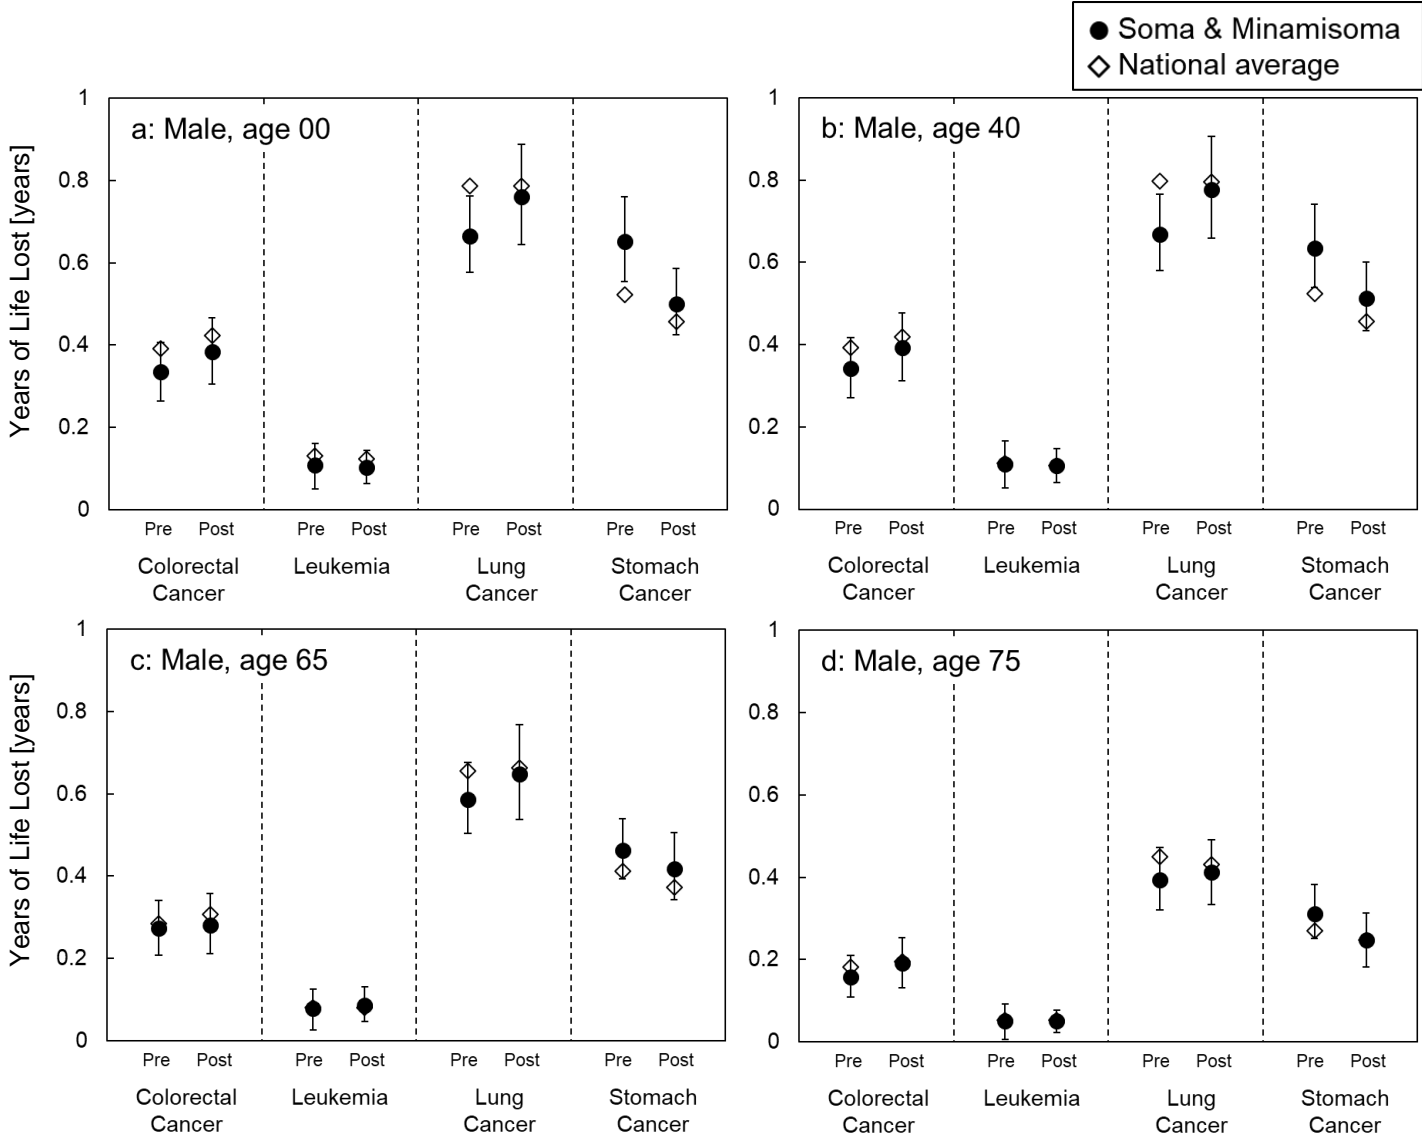 Soma & Minamisoma
National average
Years of Life Lost [years]
a: Male, age 00
1
0.8
0.6
0.4
0.2
0
Pre Post Pre Post Pre Post Pre Post
Colorectal Cancer Leukemia Lung Cancer Stomach Cancer
b: Male, age 40
1
0.8
0.6
0.4
0.2
0
Pre Post Pre Post Pre Post Pre Post
Colorectal Cancer Leukemia Lung Cancer Stomach Cancer
Years of Life Lost [years]
c: Male, age 65
1
0.8
0.6
0.4
0.2
0
Pre Post Pre Post Pre Post Pre Post
Colorectal Cancer Leukemia Lung Cancer Stomach Cancer
d: Male, age 75
1
0.8
0.6
0.4
0.2
0
Pre Post Pre Post Pre Post Pre Post
Colorectal Cancer Leukemia Lung Cancer Stomach Cancer